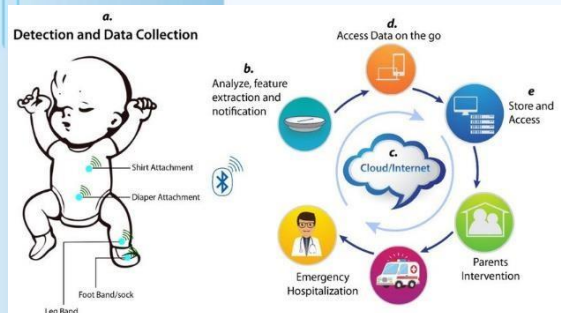 a.
Detection and Data Collection
Shirt Attachment
Diaper Attachment
Foot Band/sock
Leg Band
b.
Analyze, feature
extraction and
notification
c.
Cloud/Internet
d.
Access Data on the go
e
Store and
Access
Parents
Intervention
Emergency
Hospitalization